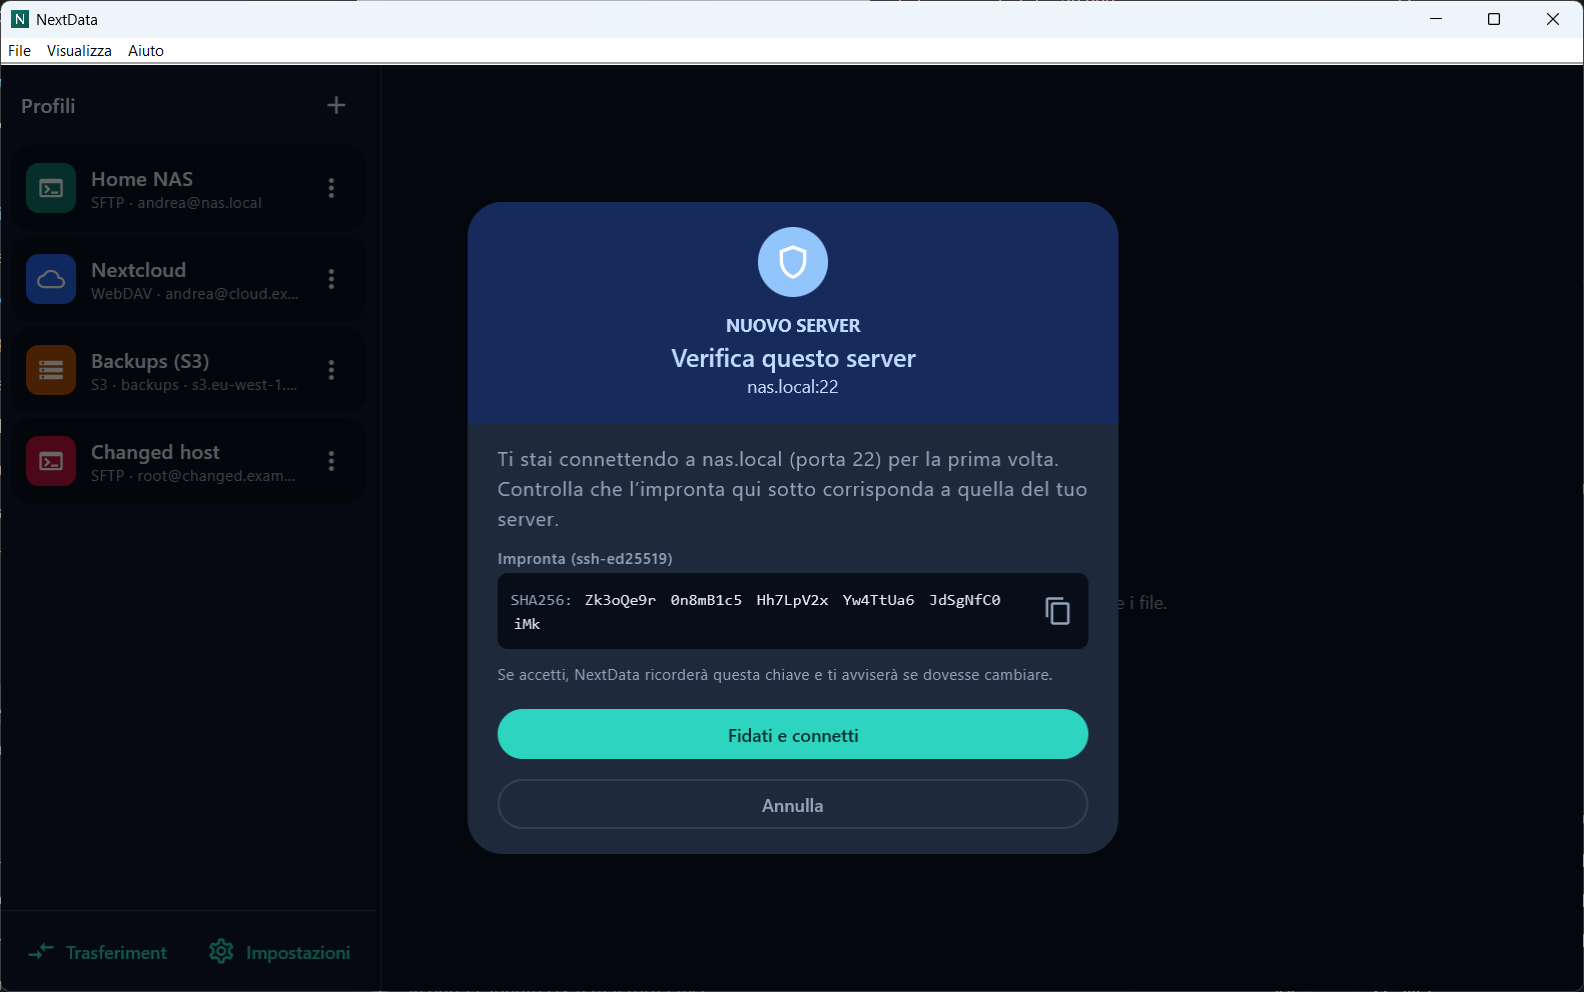 NextData
File Visualizza Aiuto
Profili
Home NAS
SFTP · andrea@nas.local
Nextcloud
WebDAV · andrea@cloud.ex...
Backups (S3)
S3 · backups · s3.eu-west-1....
Changed host
SFTP · root@changed.exam...
NUOVO SERVER
Verifica questo server
nas.local:22
Ti stai connettendo a nas.local (porta 22) per la prima volta.
Controlla che l'impronta qui sotto corrisponda a quella del tuo
server.
Impronta (ssh-ed25519)
SHA256: Zk3oQe9r 0n8mB1c5 Hh7LpV2x Yw4TtUa6 JdSgNfC0
iMk
e i file.
Se accetti, NextData ricorderà questa chiave e ti avviserà se dovesse cambiare.
Fidati e connetti
Annulla
Trasferiment Impostazioni